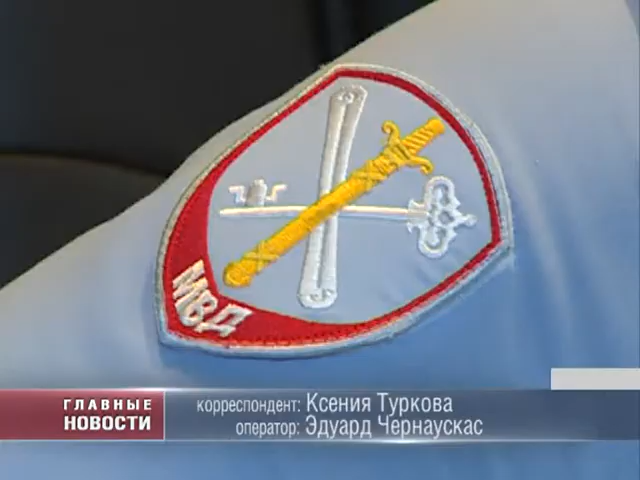 МВД
ГЛАВНЫЕ
НОВОСТИ
корреспондент: Ксения Туркова
оператор: Эдуард Чернаускас